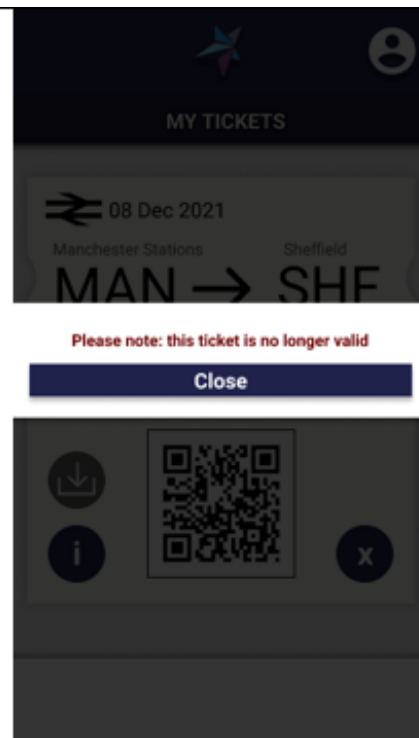 MY TICKETS
08 Dec 2021
Manchester Stations Sheffield
MAN → SHF
Please note: this ticket is no longer valid
Close
i x